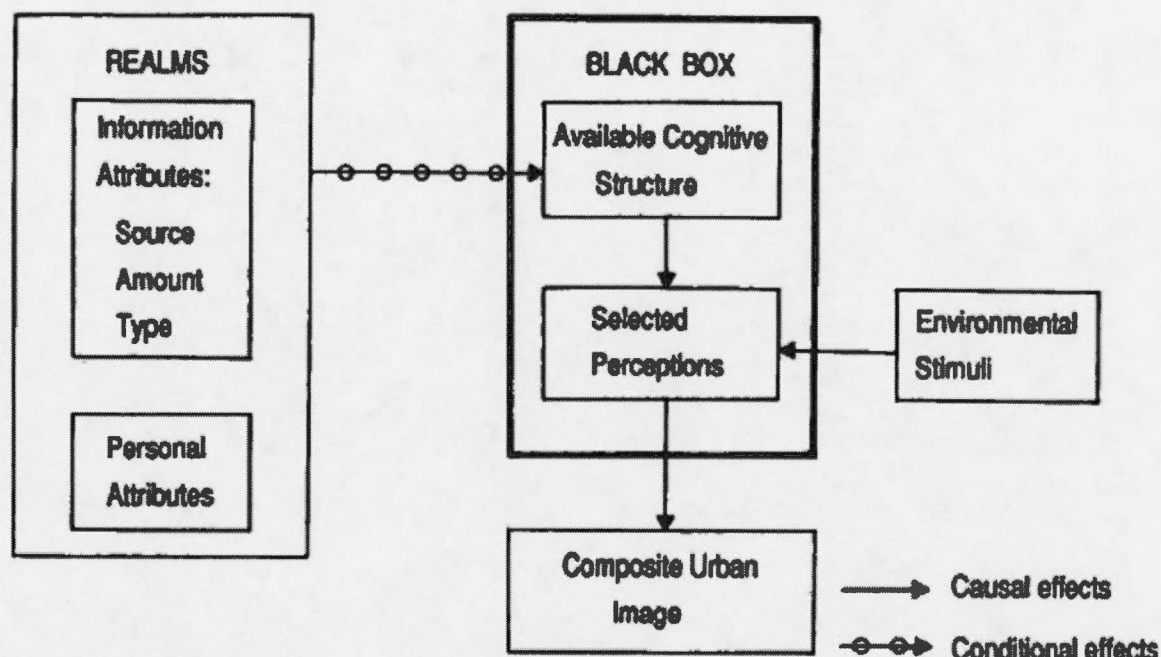 REALMS
Information
Attributes:
Source
Amount
Type
Personal
Attributes
BLACK BOX
Available Cognitive
Structure
Selected
Perceptions
Environmental
Stimuli
Composite Urban
Image
Causal effects
Conditional effects